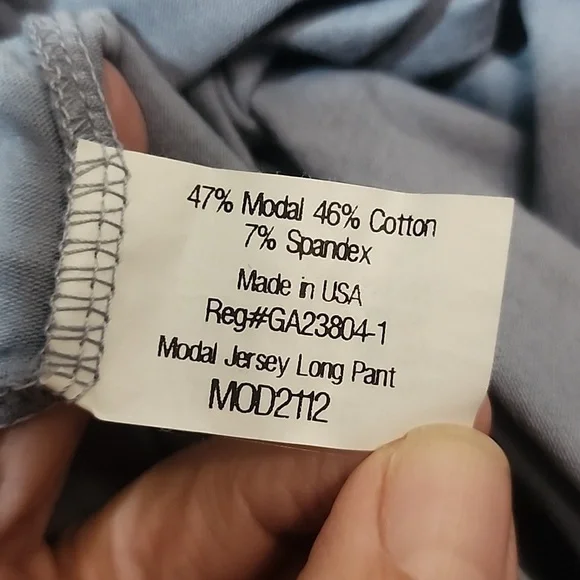 47% Modal 46% Cotton
7% Spandex
Made in USA
Reg#GA23804-1
Modal Jersey Long Pant
MOD2112